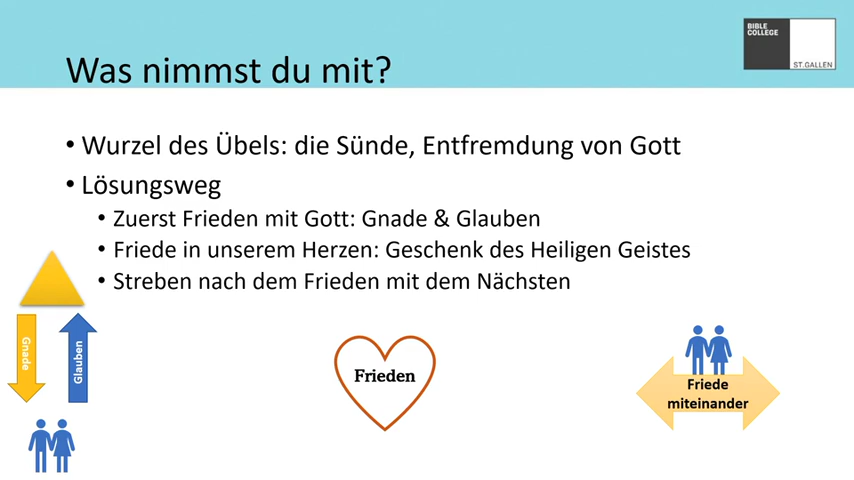 BIBLE
COLLEGE
ST.GALLEN
Was nimmst du mit?
• Wurzel des Übels: die Sünde, Entfremdung von Gott
• Lösungsweg
• Zuerst Frieden mit Gott: Gnade & Glauben
• Friede in unserem Herzen: Geschenk des Heiligen Geistes
• Streben nach dem Frieden mit dem Nächsten
Gnade
Glauben
Frieden
Friede
miteinander